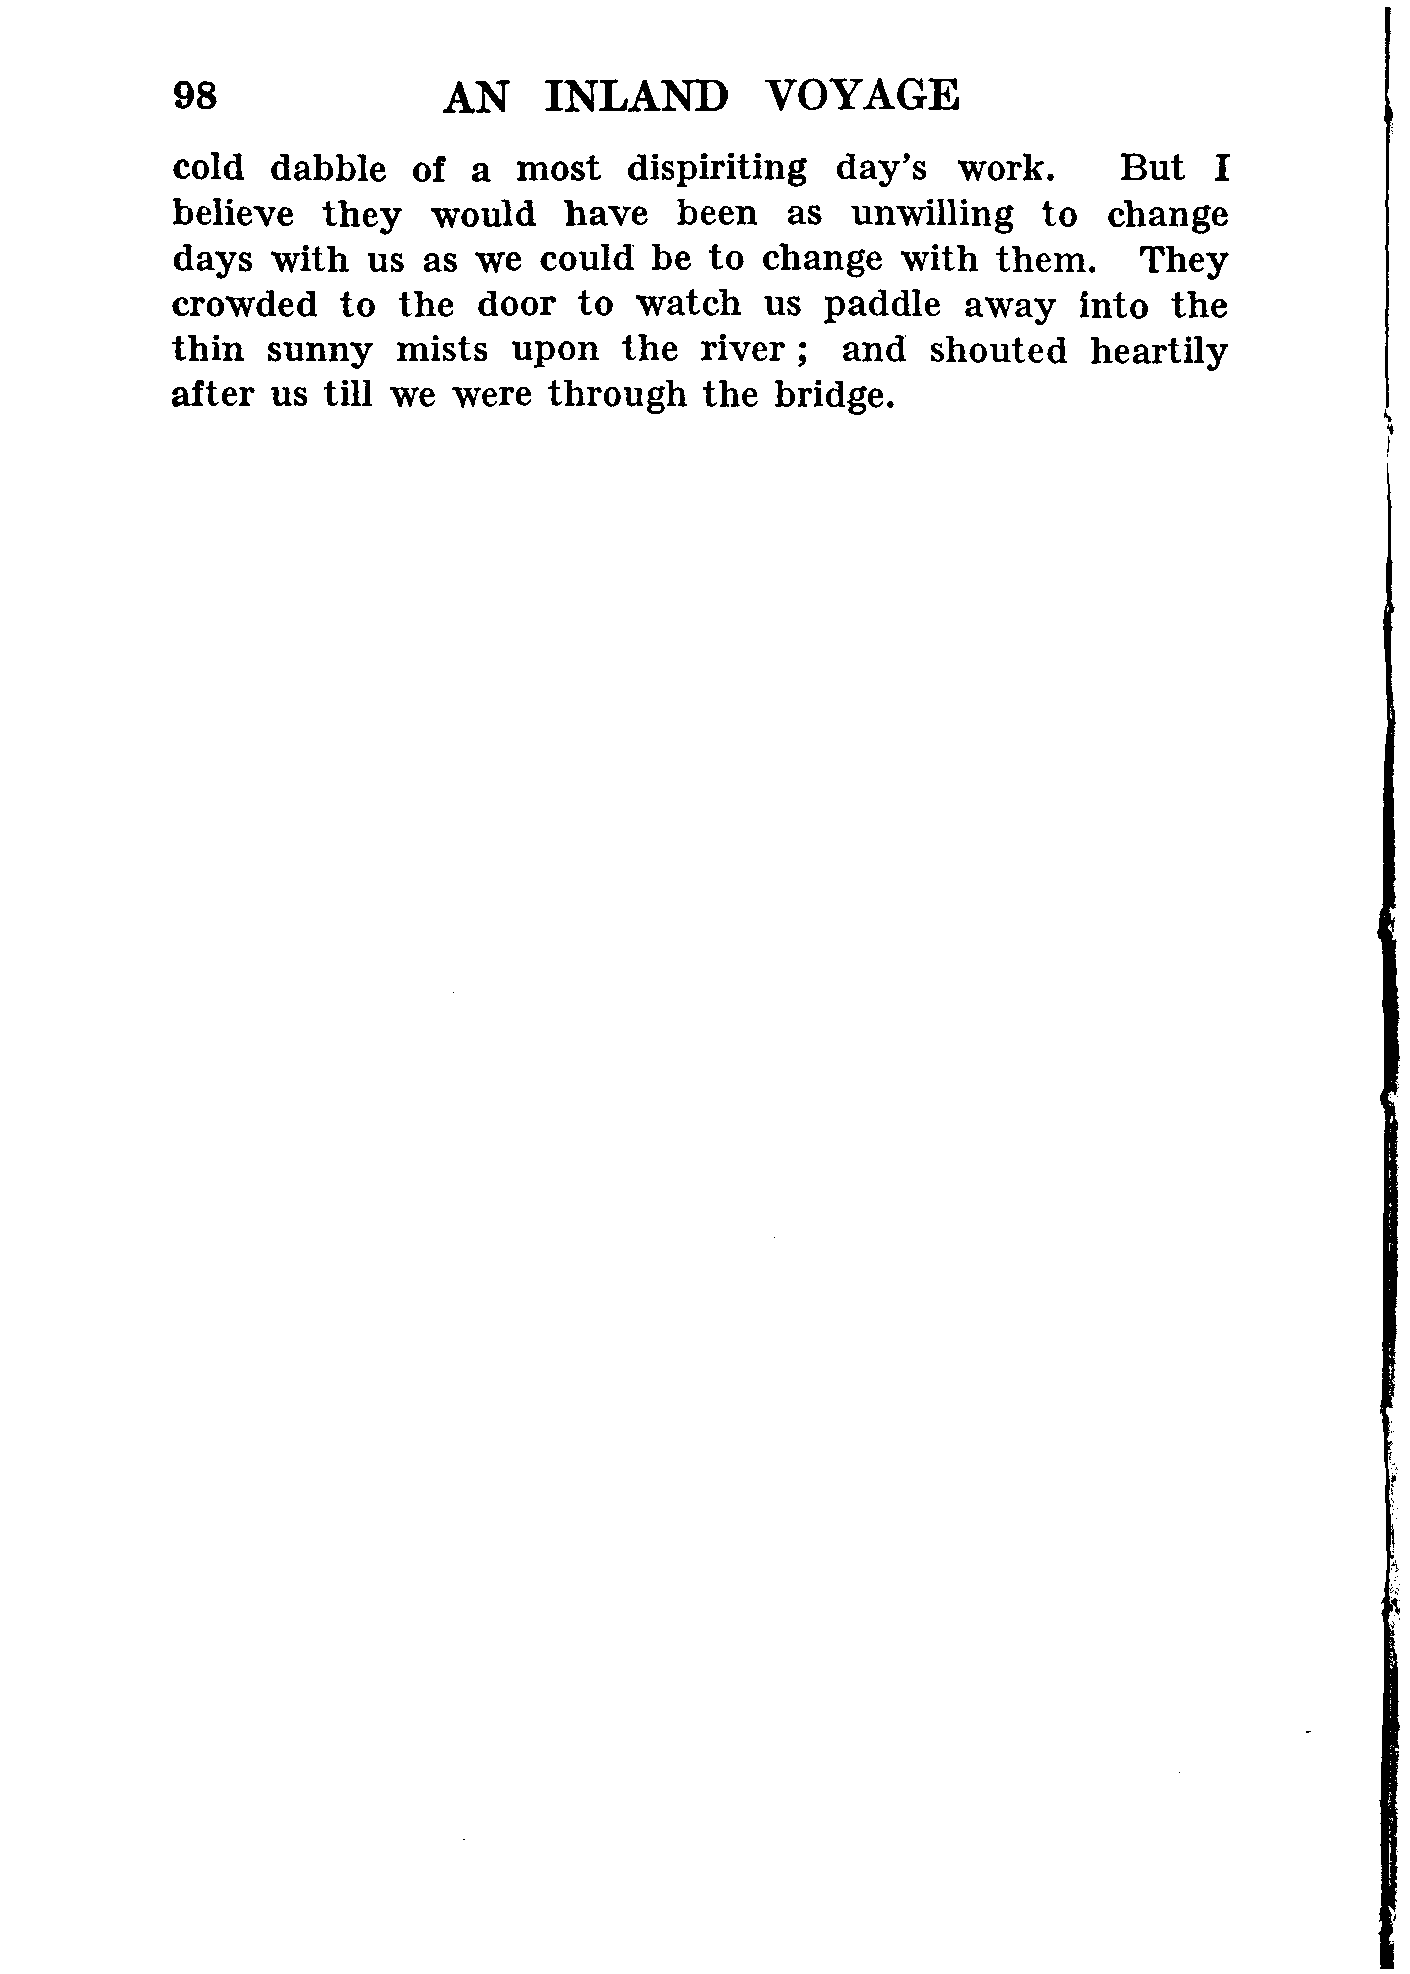 98 AN INLAND VOYAGE
cold dabble of a most dispiriting day's work. But I
believe they would have been as unwilling to change
days with us as we could be to change with them. They
crowded to the door to watch us paddle away into the
thin sunny mists upon the river ; and shouted heartily
after us till we were through the bridge.